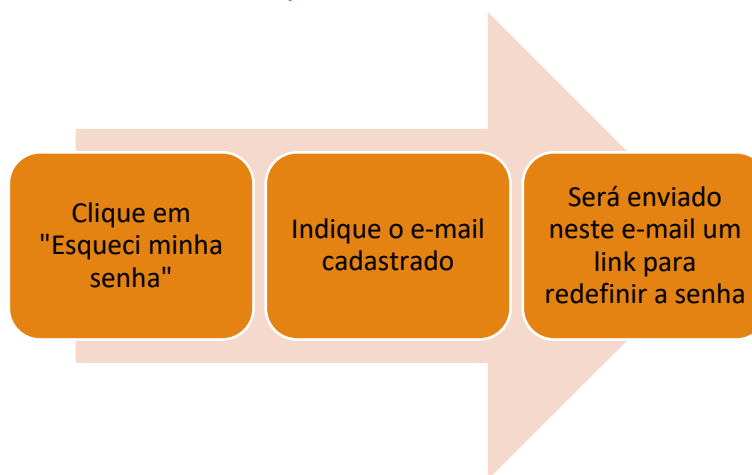 Clique em
"Esqueci minha
senha"
Indique o e-mail
cadastrado
Será enviado
neste e-mail um
link para
redefinir a senha